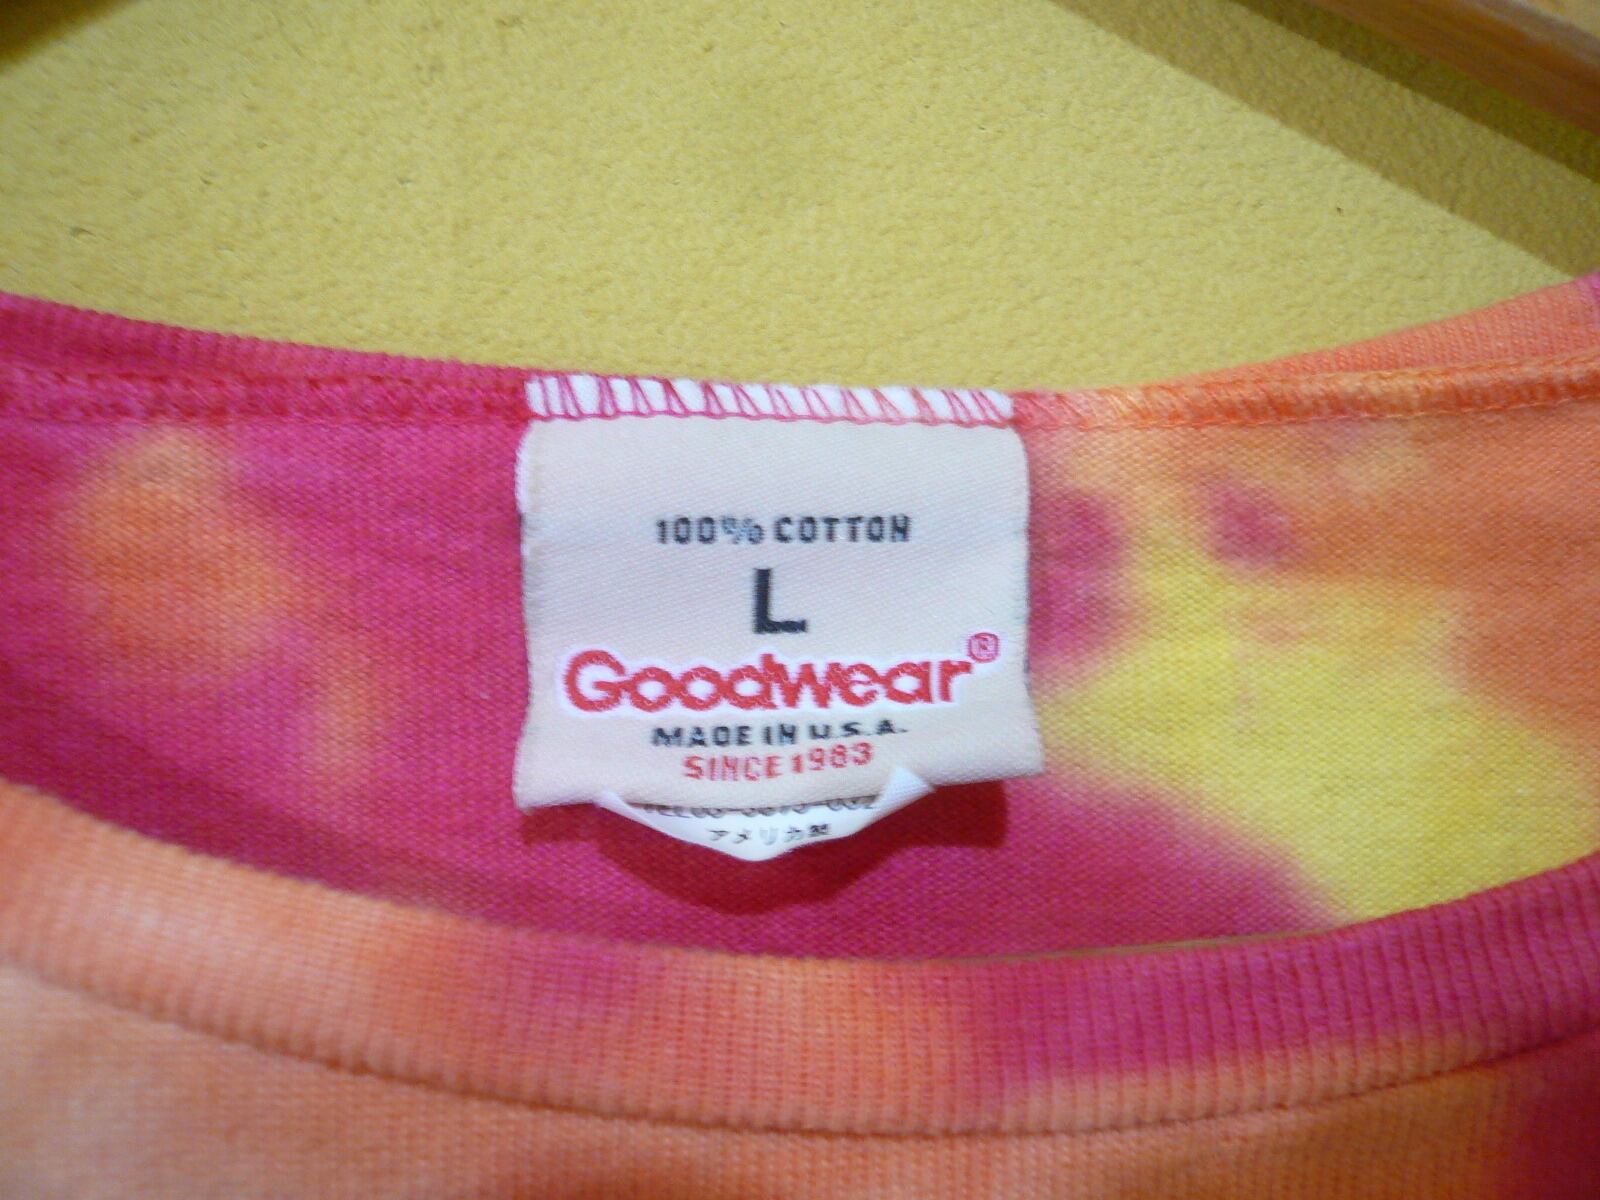 100% COTTON
L
Goodwear®
MADE IN U.S.A.
SINCE 1983
アメリカ製